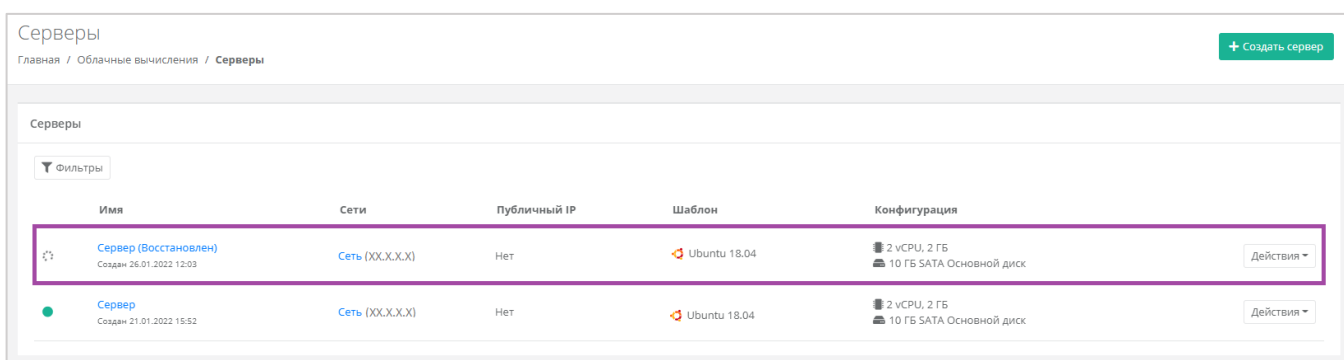 Серверы
Главная / Облачные вычисления / Серверы
+ Создать сервер
Серверы
Фильтры
Имя Сети Публичный IP Шаблон Конфигурация
Сервер (Восстановлен) Сеть (XX.X.X.X) Нет Ubuntu 18.04 2 vCPU, 2 ГБ Действия
Создан 26.01.2022 12:03 10 ГБ SATA Основной диск
Сервер Сеть (XX.X.X.X) Нет Ubuntu 18.04 2 vCPU, 2 ГБ Действия
Создан 21.01.2022 15:52 10 ГБ SATA Основной диск